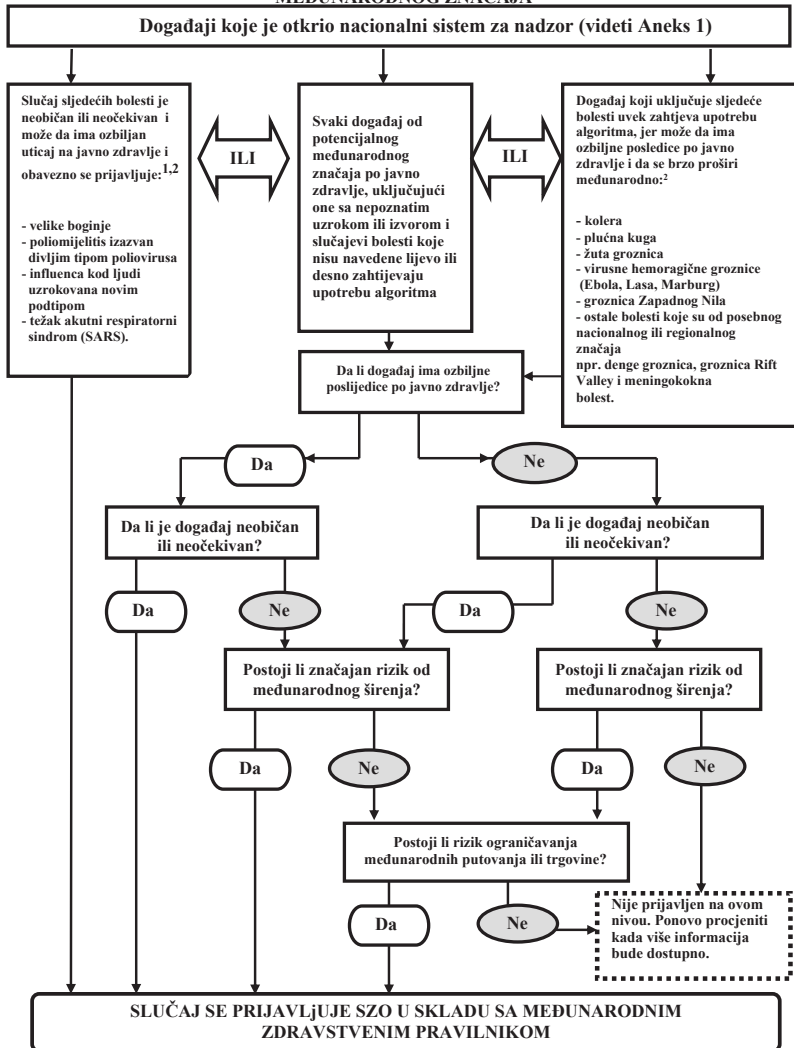 MEĐUNARODNOG ZNAČAJA
Događaji koje je otkrio nacionalni sistem za nadzor (videti Aneks 1)
Slučaj sljedećih bolesti je
neobičan ili neočekivan i
može da ima ozbiljan
uticaj na javno zdravlje i
obavezno se prijavljuje:1,2
- velike boginje
- poliomijelitis izazvan
divljim tipom poliovirusa
- influenca kod ljudi
uzrokovana novim
podtipom
- težak akutni respiratorni
sindrom (SARS).
ILI
Svaki događaj od
potencijalnog
međunarodnog
značaja po javno
zdravlje, uključujući
one sa nepoznatim
uzrokom ili izvorom i
slučajevi bolesti koje
nisu navedene lijevo ili
desno zahtijevaju
upotrebu algoritma
ILI
Događaj koji uključuje sljedeće
bolesti uvek zahtjeva upotrebu
algoritma, jer može da ima
ozbiljne posledice po javno
zdravlje i da se brzo proširi
međunarodno:2
- kolera
- plućna kuga
- žuta groznica
- virusne hemoragične groznice
(Ebola, Lasa, Marburg)
- groznica Zapadnog Nila
- ostale bolesti koje su od posebnog
nacionalnog ili regionalnog
značaja
npr. denge groznica, groznica Rift
Valley i meningokokna
bolest.
Da li događaj ima ozbiljne
poslijedice po javno zdravlje?
Da
Ne
Da li je događaj neobičan
ili neočekivan?
Da li je događaj neobičan
ili neočekivan?
Da
Ne
Da
Ne
Postoji li značajan rizik od
međunarodnog širenja?
Postoji li značajan rizik od
međunarodnog širenja?
Da
Ne
Da
Ne
Postoji li rizik ograničavanja
međunarodnih putovanja ili trgovine?
Da
Ne
Nije prijavljen na ovom
nivou. Ponovo procjeniti
kada više informacija
bude dostupno.
SLUČAJ SE PRIJAVLjUJE SZO U SKLADU SA MEĐUNARODNIM
ZDRAVSTVENIM PRAVILNIKOM